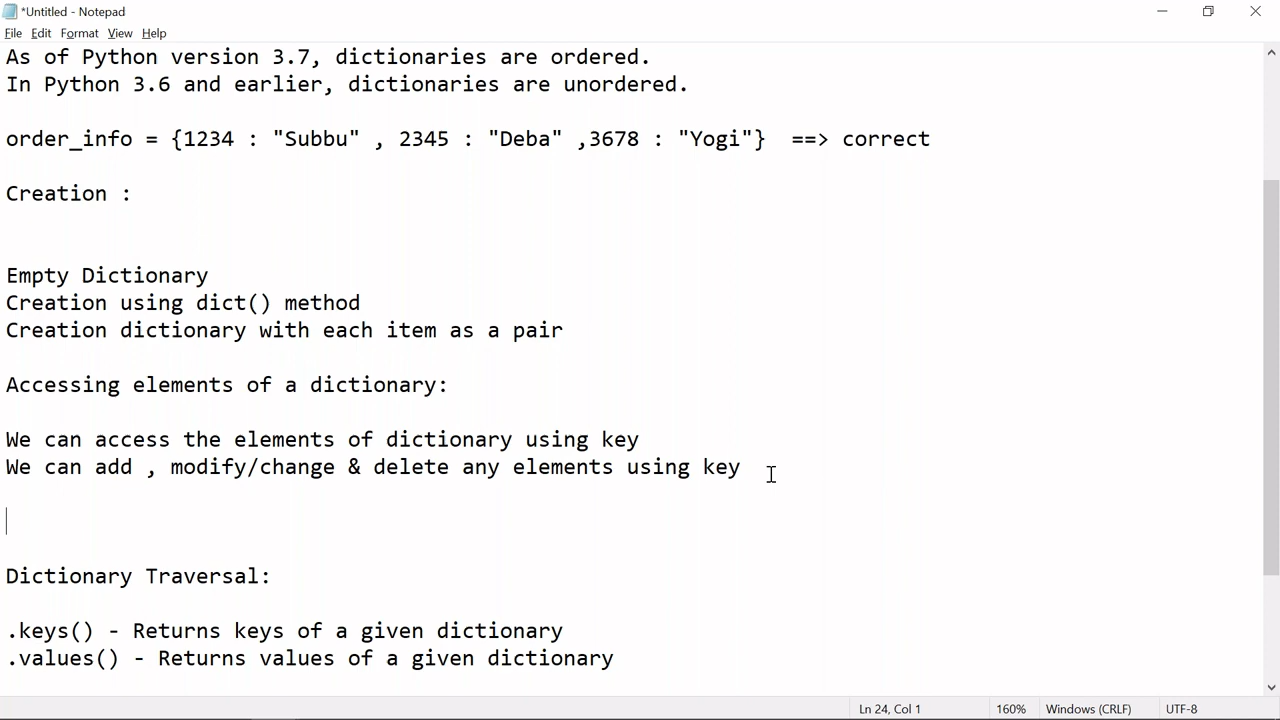 *Untitled - Notepad
File Edit Format View Help
As of Python version 3.7, dictionaries are ordered.
In Python 3.6 and earlier, dictionaries are unordered.
order_info = {1234 : "Subbu" , 2345 : "Deba" ,3678 : "Yogi"}  ==> correct
Creation :
Empty Dictionary
Creation using dict() method
Creation dictionary with each item as a pair
Accessing elements of a dictionary:
We can access the elements of dictionary using key
We can add , modify/change & delete any elements using key
Dictionary Traversal:
.keys() - Returns keys of a given dictionary
.values() - Returns values of a given dictionary
Ln 24, Col 1 160% Windows (CRLF) UTF-8